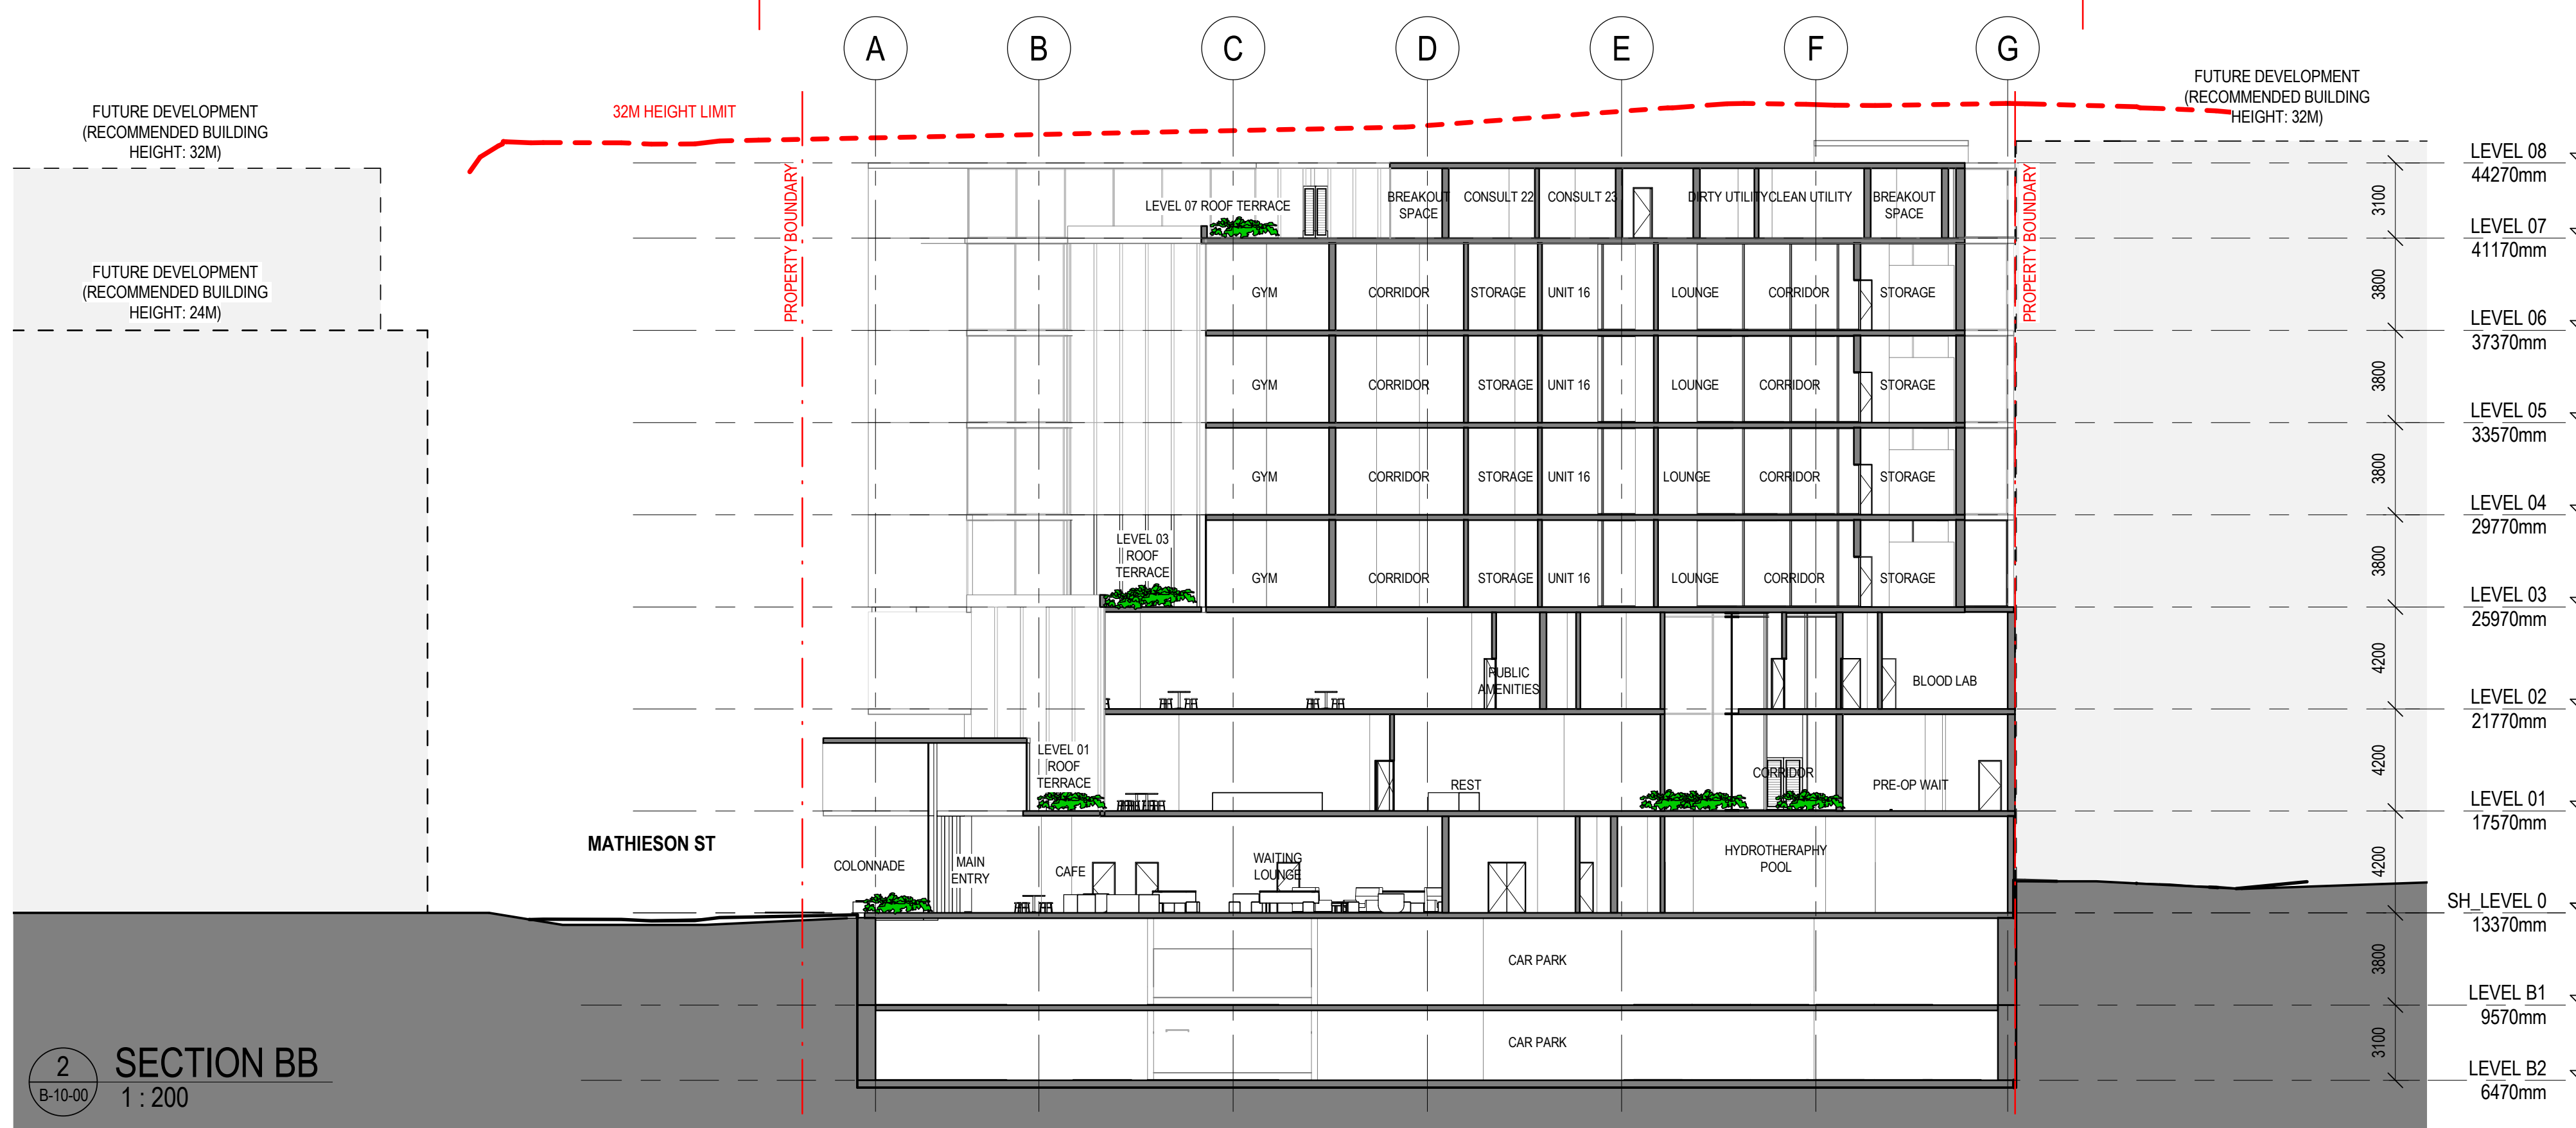 A
B
C
D
E
F
G
FUTURE DEVELOPMENT
(RECOMMENDED BUILDING
HEIGHT: 32M)
32M HEIGHT LIMIT
FUTURE DEVELOPMENT
(RECOMMENDED BUILDING
HEIGHT: 32M)
FUTURE DEVELOPMENT
(RECOMMENDED BUILDING
HEIGHT: 24M)
PROPERTY BOUNDARY
PROPERTY BOUNDARY
LEVEL 07 ROOF TERRACE
BREAKOUT
SPACE
CONSULT 22
CONSULT 23
DIRTY UTILITY
CLEAN UTILITY
BREAKOUT
SPACE
GYM
CORRIDOR
STORAGE
UNIT 16
LOUNGE
CORRIDOR
STORAGE
GYM
CORRIDOR
STORAGE
UNIT 16
LOUNGE
CORRIDOR
STORAGE
GYM
CORRIDOR
STORAGE
UNIT 16
LOUNGE
CORRIDOR
STORAGE
LEVEL 03
ROOF
TERRACE
GYM
CORRIDOR
STORAGE
UNIT 16
LOUNGE
CORRIDOR
STORAGE
PUBLIC
AMENITIES
BLOOD LAB
LEVEL 01
ROOF
TERRACE
REST
CORRIDOR
PRE-OP WAIT
MATHIESON ST
COLONNADE
MAIN
ENTRY
CAFE
WAITING
LOUNGE
HYDROTHERAPHY
POOL
CAR PARK
CAR PARK
LEVEL 08
44270mm
3100
LEVEL 07
41170mm
3800
LEVEL 06
37370mm
3800
LEVEL 05
33570mm
3800
LEVEL 04
29770mm
3800
LEVEL 03
25970mm
4200
LEVEL 02
21770mm
4200
LEVEL 01
17570mm
4200
SH_LEVEL 0
13370mm
3800
LEVEL B1
9570mm
3100
LEVEL B2
6470mm
2
B-10-00
SECTION BB
1 : 200